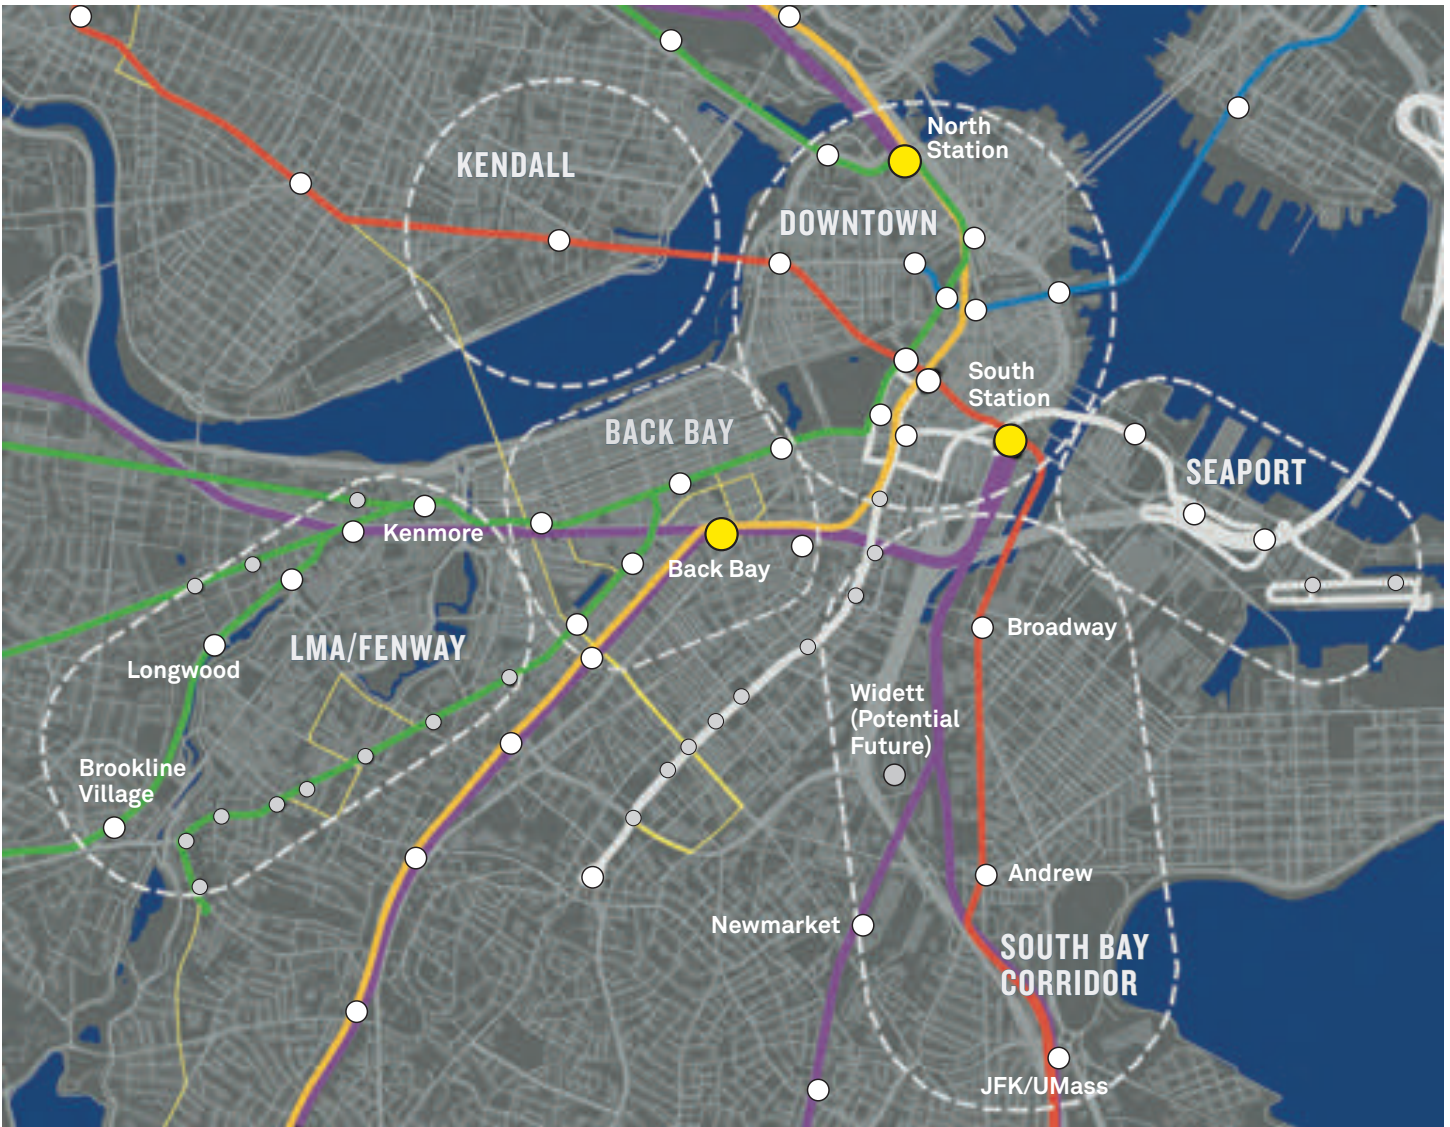 North
Station
KENDALL
DOWNTOWN
South
Station
BACK BAY
SEAPORT
Kenmore
Back Bay
Broadway
LMA/FENWAY
Longwood
Widett
(Potential
Future)
Brookline
Village
Andrew
Newmarket
SOUTH BAY
CORRIDOR
JFK/UMass